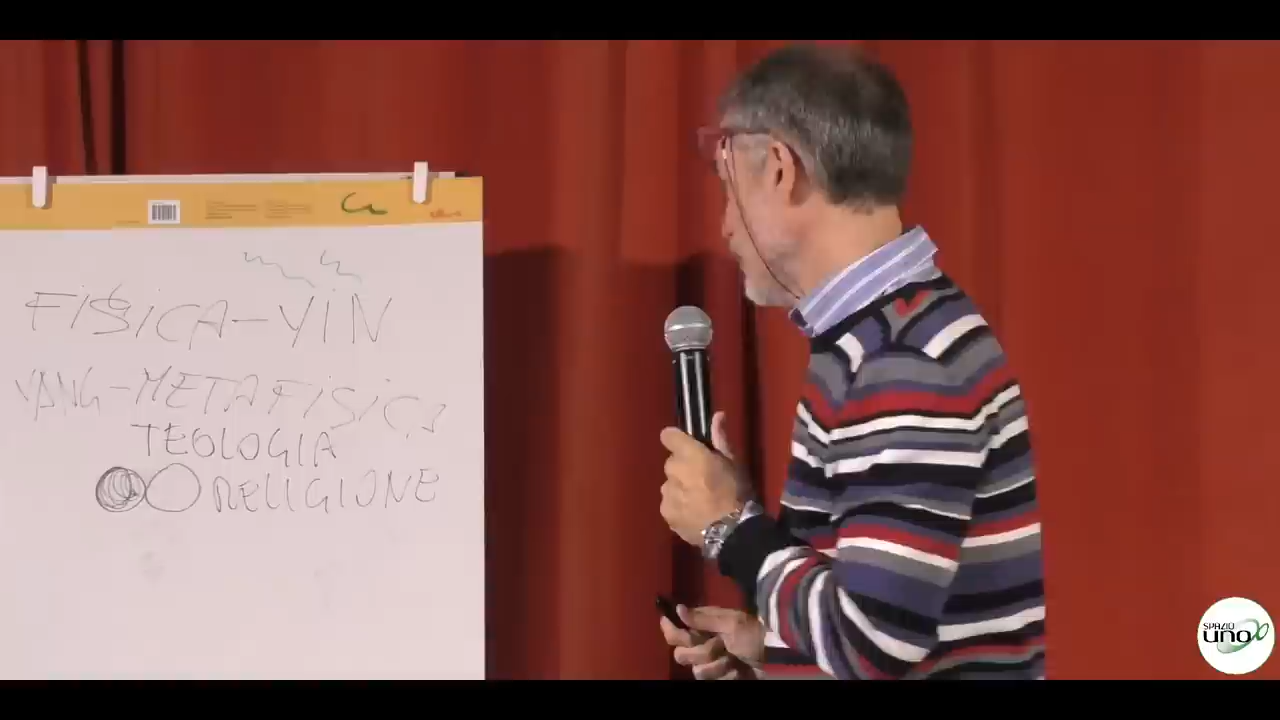 FISICA-YIN
YANG-METAFISICA
TEOLOGIA
RELIGIONE
SPAZIO
UNO